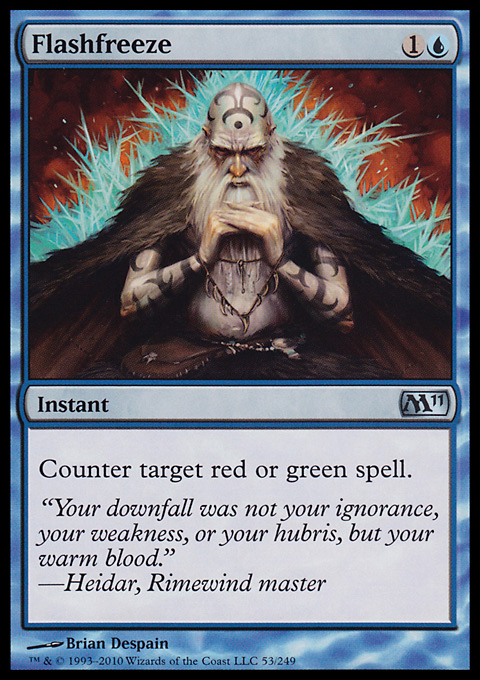 Flashfreeze 1
Instant M11
Counter target red or green spell.
“Your downfall was not your ignorance,
your weakness, or your hubris, but your
warm blood.”
—Heidar, Rimewind master
Brian Despain
™ & © 1993–2010 Wizards of the Coast LLC 53/249